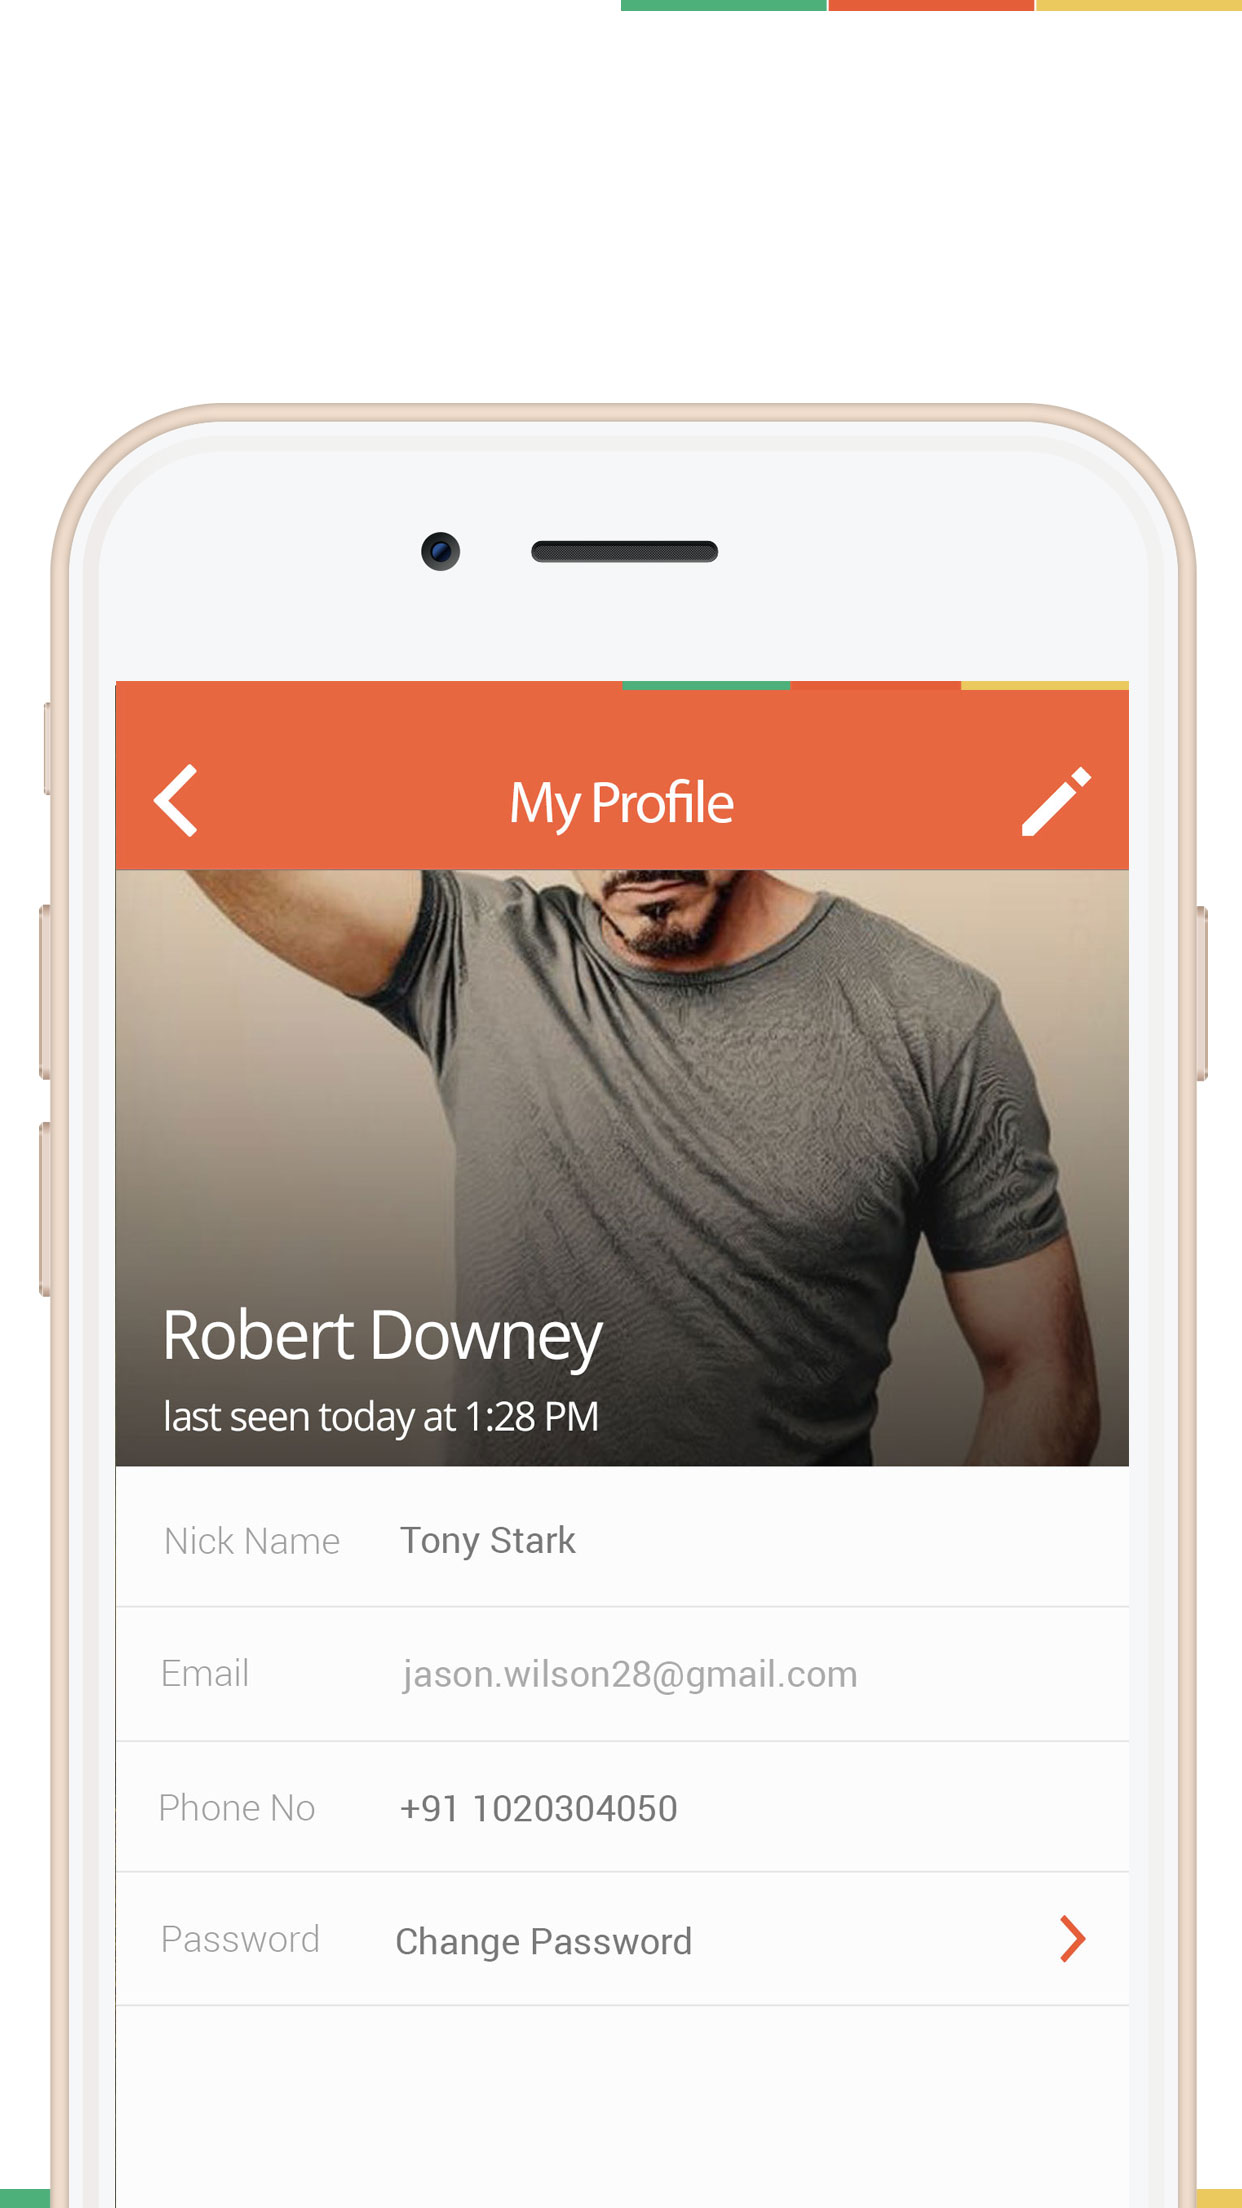 My Profile
Robert Downey
last seen today at 1:28 PM
Nick Name Tony Stark
Email jason.wilson28@gmail.com
Phone No +91 1020304050
Password Change Password